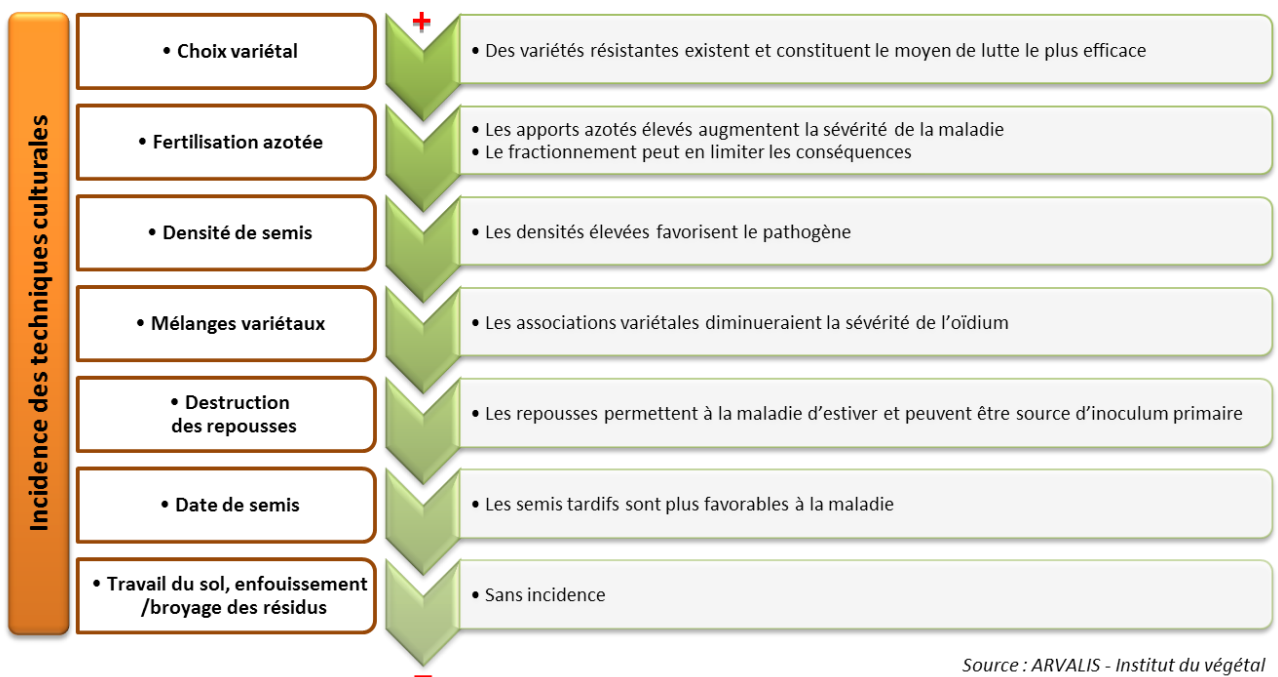 Incidence des techniques culturales
+
• Choix variétal
• Des variétés résistantes existent et constituent le moyen de lutte le plus efficace
• Fertilisation azotée
• Les apports azotés élevés augmentent la sévérité de la maladie
• Le fractionnement peut en limiter les conséquences
• Densité de semis
• Les densités élevées favorisent le pathogène
• Mélanges variétaux
• Les associations variétales diminueraient la sévérité de l’oïdium
• Destruction
des repousses
• Les repousses permettent à la maladie d’estiver et peuvent être source d’inoculum primaire
• Date de semis
• Les semis tardifs sont plus favorables à la maladie
• Travail du sol, enfouissement
/broyage des résidus
• Sans incidence
–
Source : ARVALIS - Institut du végétal